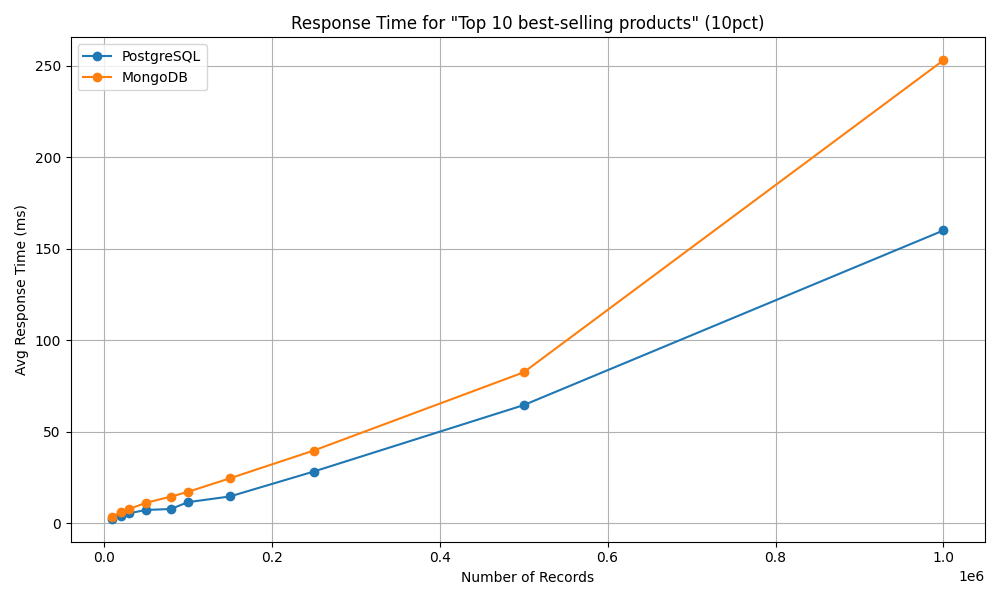 Response Time for "Top 10 best-selling products" (10pct)
PostgreSQL
MongoDB
Avg Response Time (ms)
250
200
150
100
50
0
0.0 0.2 0.4 0.6 0.8 1.0
1e6
Number of Records